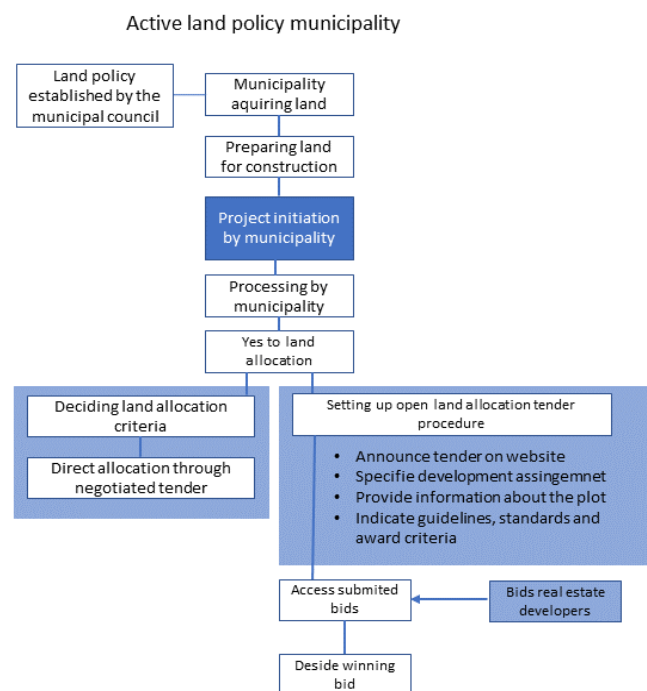 Active land policy municipality
Land policy
established by the
municipal council
Municipality
aquiring land
Preparing land
for construction
Project initiation
by municipality
Processing by
municipality
Yes to land
allocation
Deciding land allocation
criteria
Direct allocation through
negotiated tender
Setting up open land allocation tender
procedure
• Announce tender on website
• Specifie development assingemnet
• Provide information about the plot
• Indicate guidelines, standards and
award criteria
Access submited
bids
Bids real estate
developers
Deside winning
bid